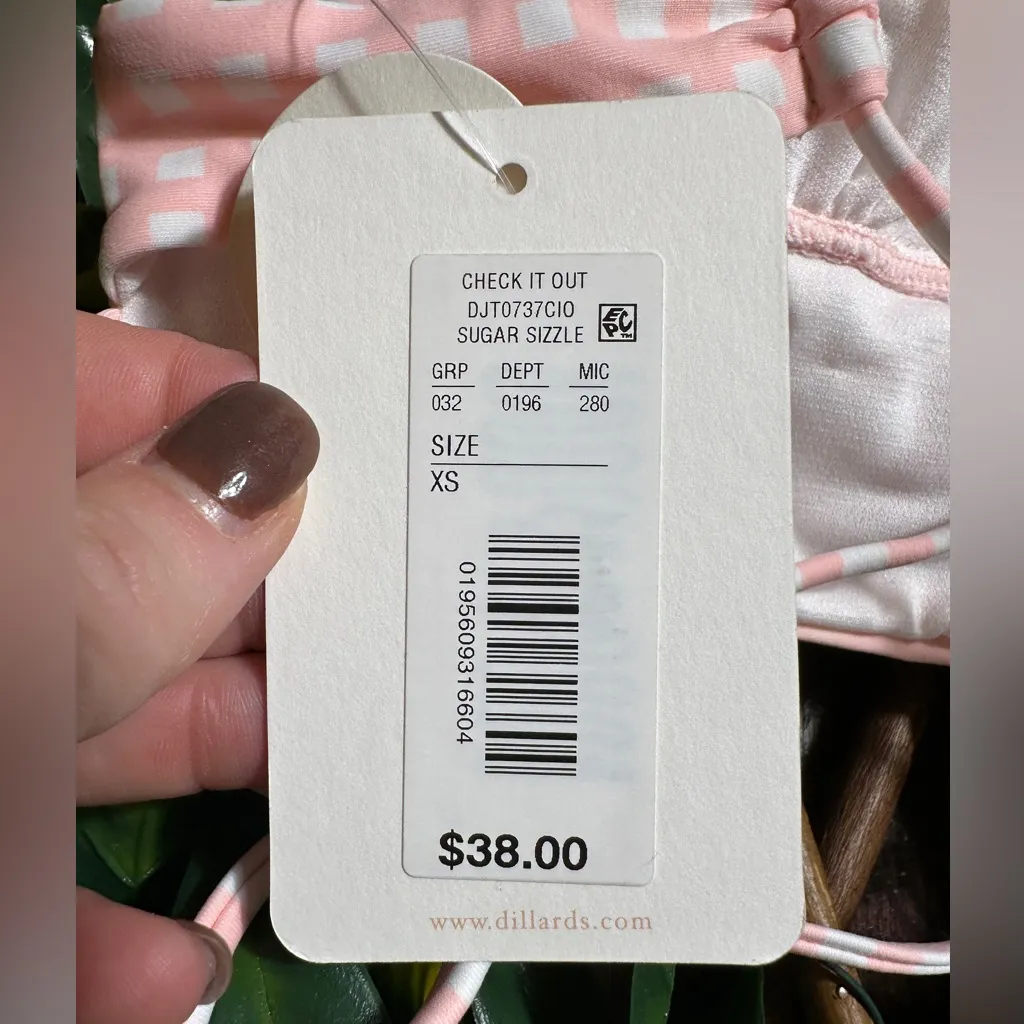 CHECK IT OUT
DJT0737CIO
SUGAR SIZZLE
EPC TM
GRP DEPT MIC
032 0196 280
SIZE
XS
0195609316604
$38.00
www.dillards.com